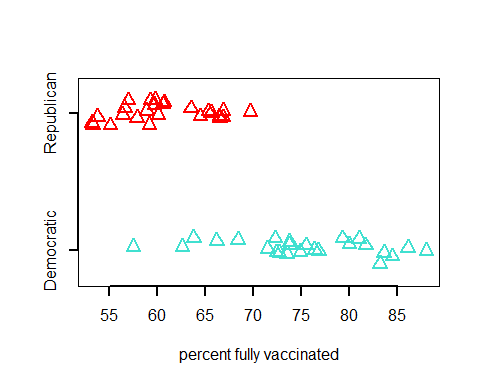 Republican
Democratic
55 60 65 70 75 80 85
percent fully vaccinated